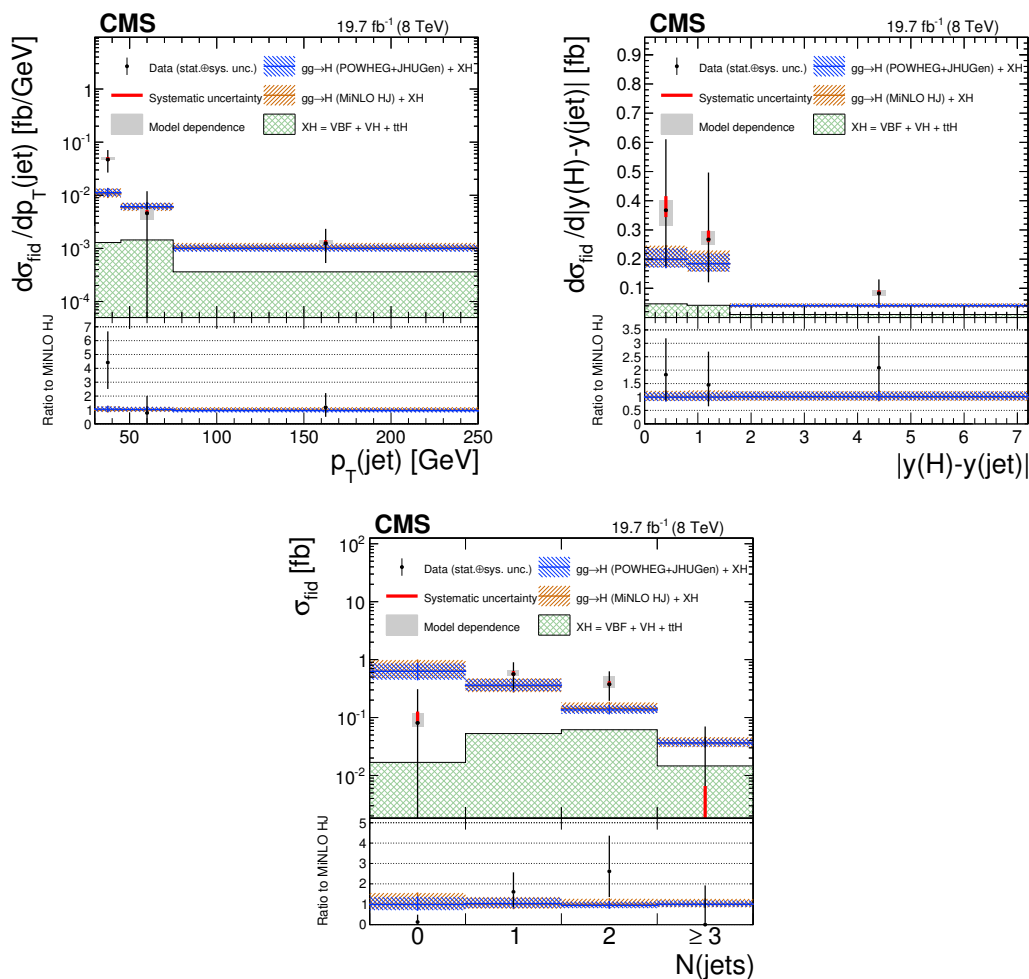 CMS 19.7 fb⁻¹ (8 TeV)
dσ_fid /dp_T(jet) [fb/GeV]
Data (stat.⊕sys. unc.)
Systematic uncertainty
Model dependence
gg→H (POWHEG+JHUGen) + XH
gg→H (MiNLO HJ) + XH
XH = VBF + VH + ttH
1
10⁻¹
10⁻²
10⁻³
10⁻⁴
Ratio to MiNLO HJ
7
6
5
4
3
2
1
0
50 100 150 200 250
p_T(jet) [GeV]
CMS 19.7 fb⁻¹ (8 TeV)
dσ_fid /d|y(H)-y(jet)| [fb]
Data (stat.⊕sys. unc.)
Systematic uncertainty
Model dependence
gg→H (POWHEG+JHUGen) + XH
gg→H (MiNLO HJ) + XH
XH = VBF + VH + ttH
0.9
0.8
0.7
0.6
0.5
0.4
0.3
0.2
0.1
Ratio to MiNLO HJ
3.5
3
2.5
2
1.5
1
0.5
0
0 1 2 3 4 5 6 7
|y(H)-y(jet)|
CMS 19.7 fb⁻¹ (8 TeV)
σ_fid [fb]
Data (stat.⊕sys. unc.)
Systematic uncertainty
Model dependence
gg→H (POWHEG+JHUGen) + XH
gg→H (MiNLO HJ) + XH
XH = VBF + VH + ttH
10²
10
1
10⁻¹
10⁻²
Ratio to MiNLO HJ
5
4
3
2
1
0
0 1 2 ≥ 3
N(jets)